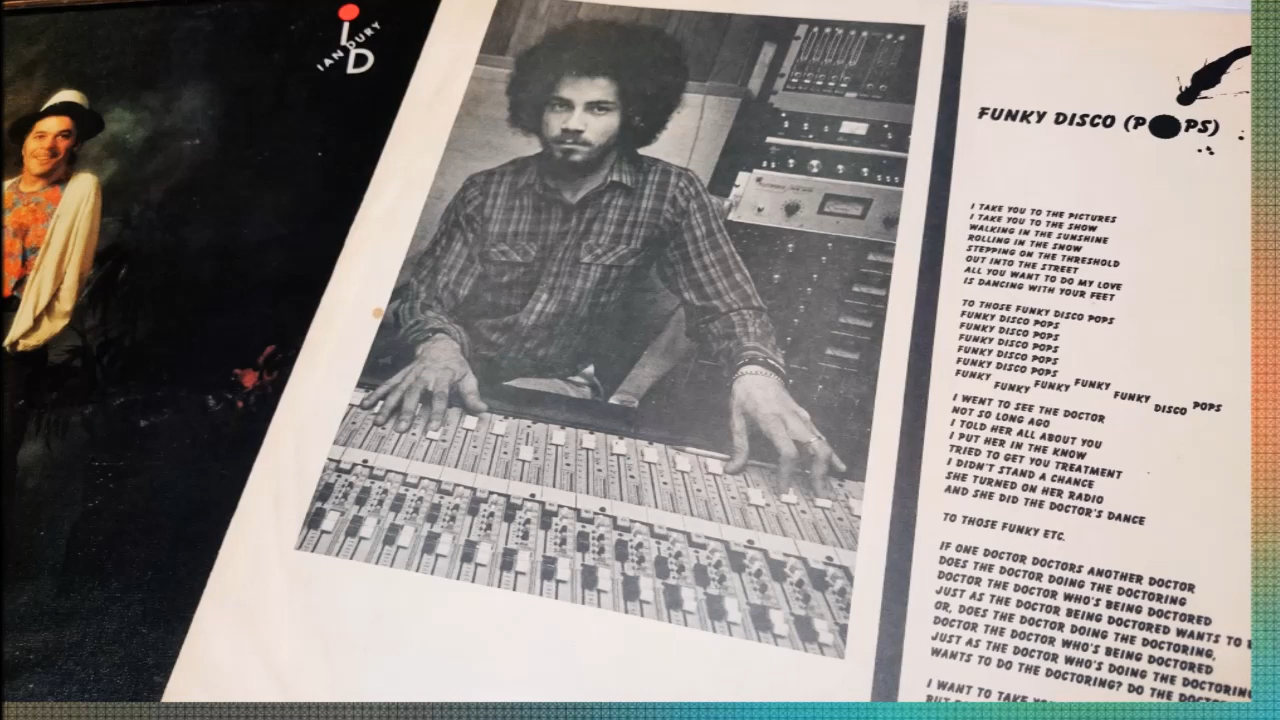 IAN DURY
FUNKY DISCO (POPS)
I TAKE YOU TO THE PICTURES
I TAKE YOU TO THE SHOW
WALKING IN THE SUNSHINE
ROLLING IN THE SNOW
STEPPING ON THE THRESHOLD
OUT INTO THE STREET
ALL YOU WANT TO DO MY LOVE
IS DANCING WITH YOUR FEET
TO THOSE FUNKY DISCO POPS
FUNKY DISCO POPS
FUNKY DISCO POPS
FUNKY DISCO POPS
FUNKY DISCO POPS
FUNKY DISCO POPS
FUNKY FUNKY FUNKY FUNKY FUNKY DISCO POPS
I WENT TO SEE THE DOCTOR
NOT SO LONG AGO
I TOLD HER ALL ABOUT YOU
I PUT HER IN THE KNOW
TRIED TO GET YOU TREATMENT
I DIDN'T STAND A CHANCE
SHE TURNED ON HER RADIO
AND SHE DID THE DOCTOR'S DANCE
TO THOSE FUNKY ETC.
IF ONE DOCTOR DOCTORS ANOTHER DOCTOR
DOES THE DOCTOR DOING THE DOCTORING
DOCTOR THE DOCTOR WHO'S BEING DOCTORED
JUST AS THE DOCTOR BEING DOCTORED WANTS TO
OR, DOES THE DOCTOR DOING THE DOCTORING,
DOCTOR THE DOCTOR WHO'S BEING DOCTORED
JUST AS THE DOCTOR WHO'S DOING THE DOCTORING
WANTS TO DO THE DOCTORING? DO THE
I WANT TO TAKE